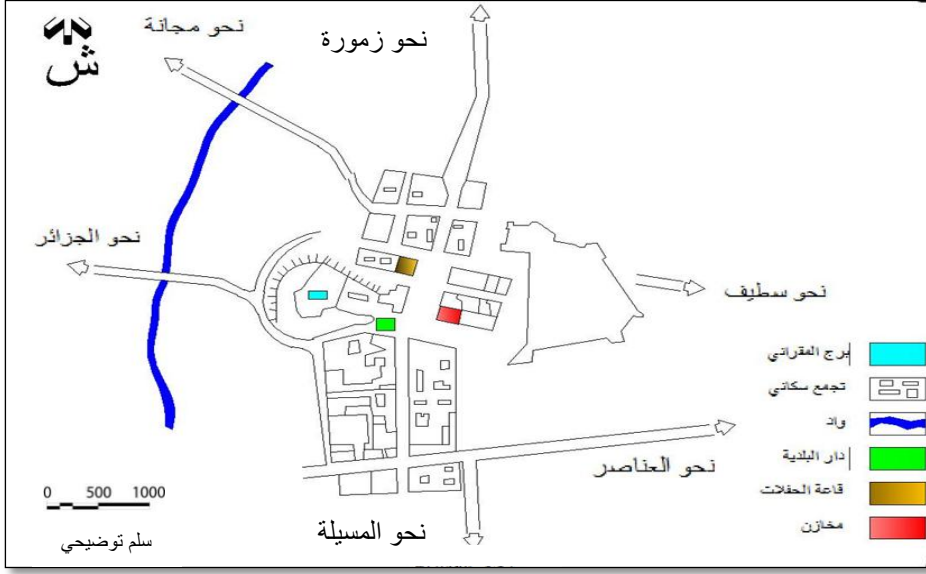 نحو مجانة
نحو زمورة
ش
نحو الجزائر
نحو سطيف
برج المقراني
تجمع سكاني
واد
دار البلدية
قاعة الحفلات
مخازن
نحو العناصر
نحو المسيلة
0 500 1000
سلم توضيحي